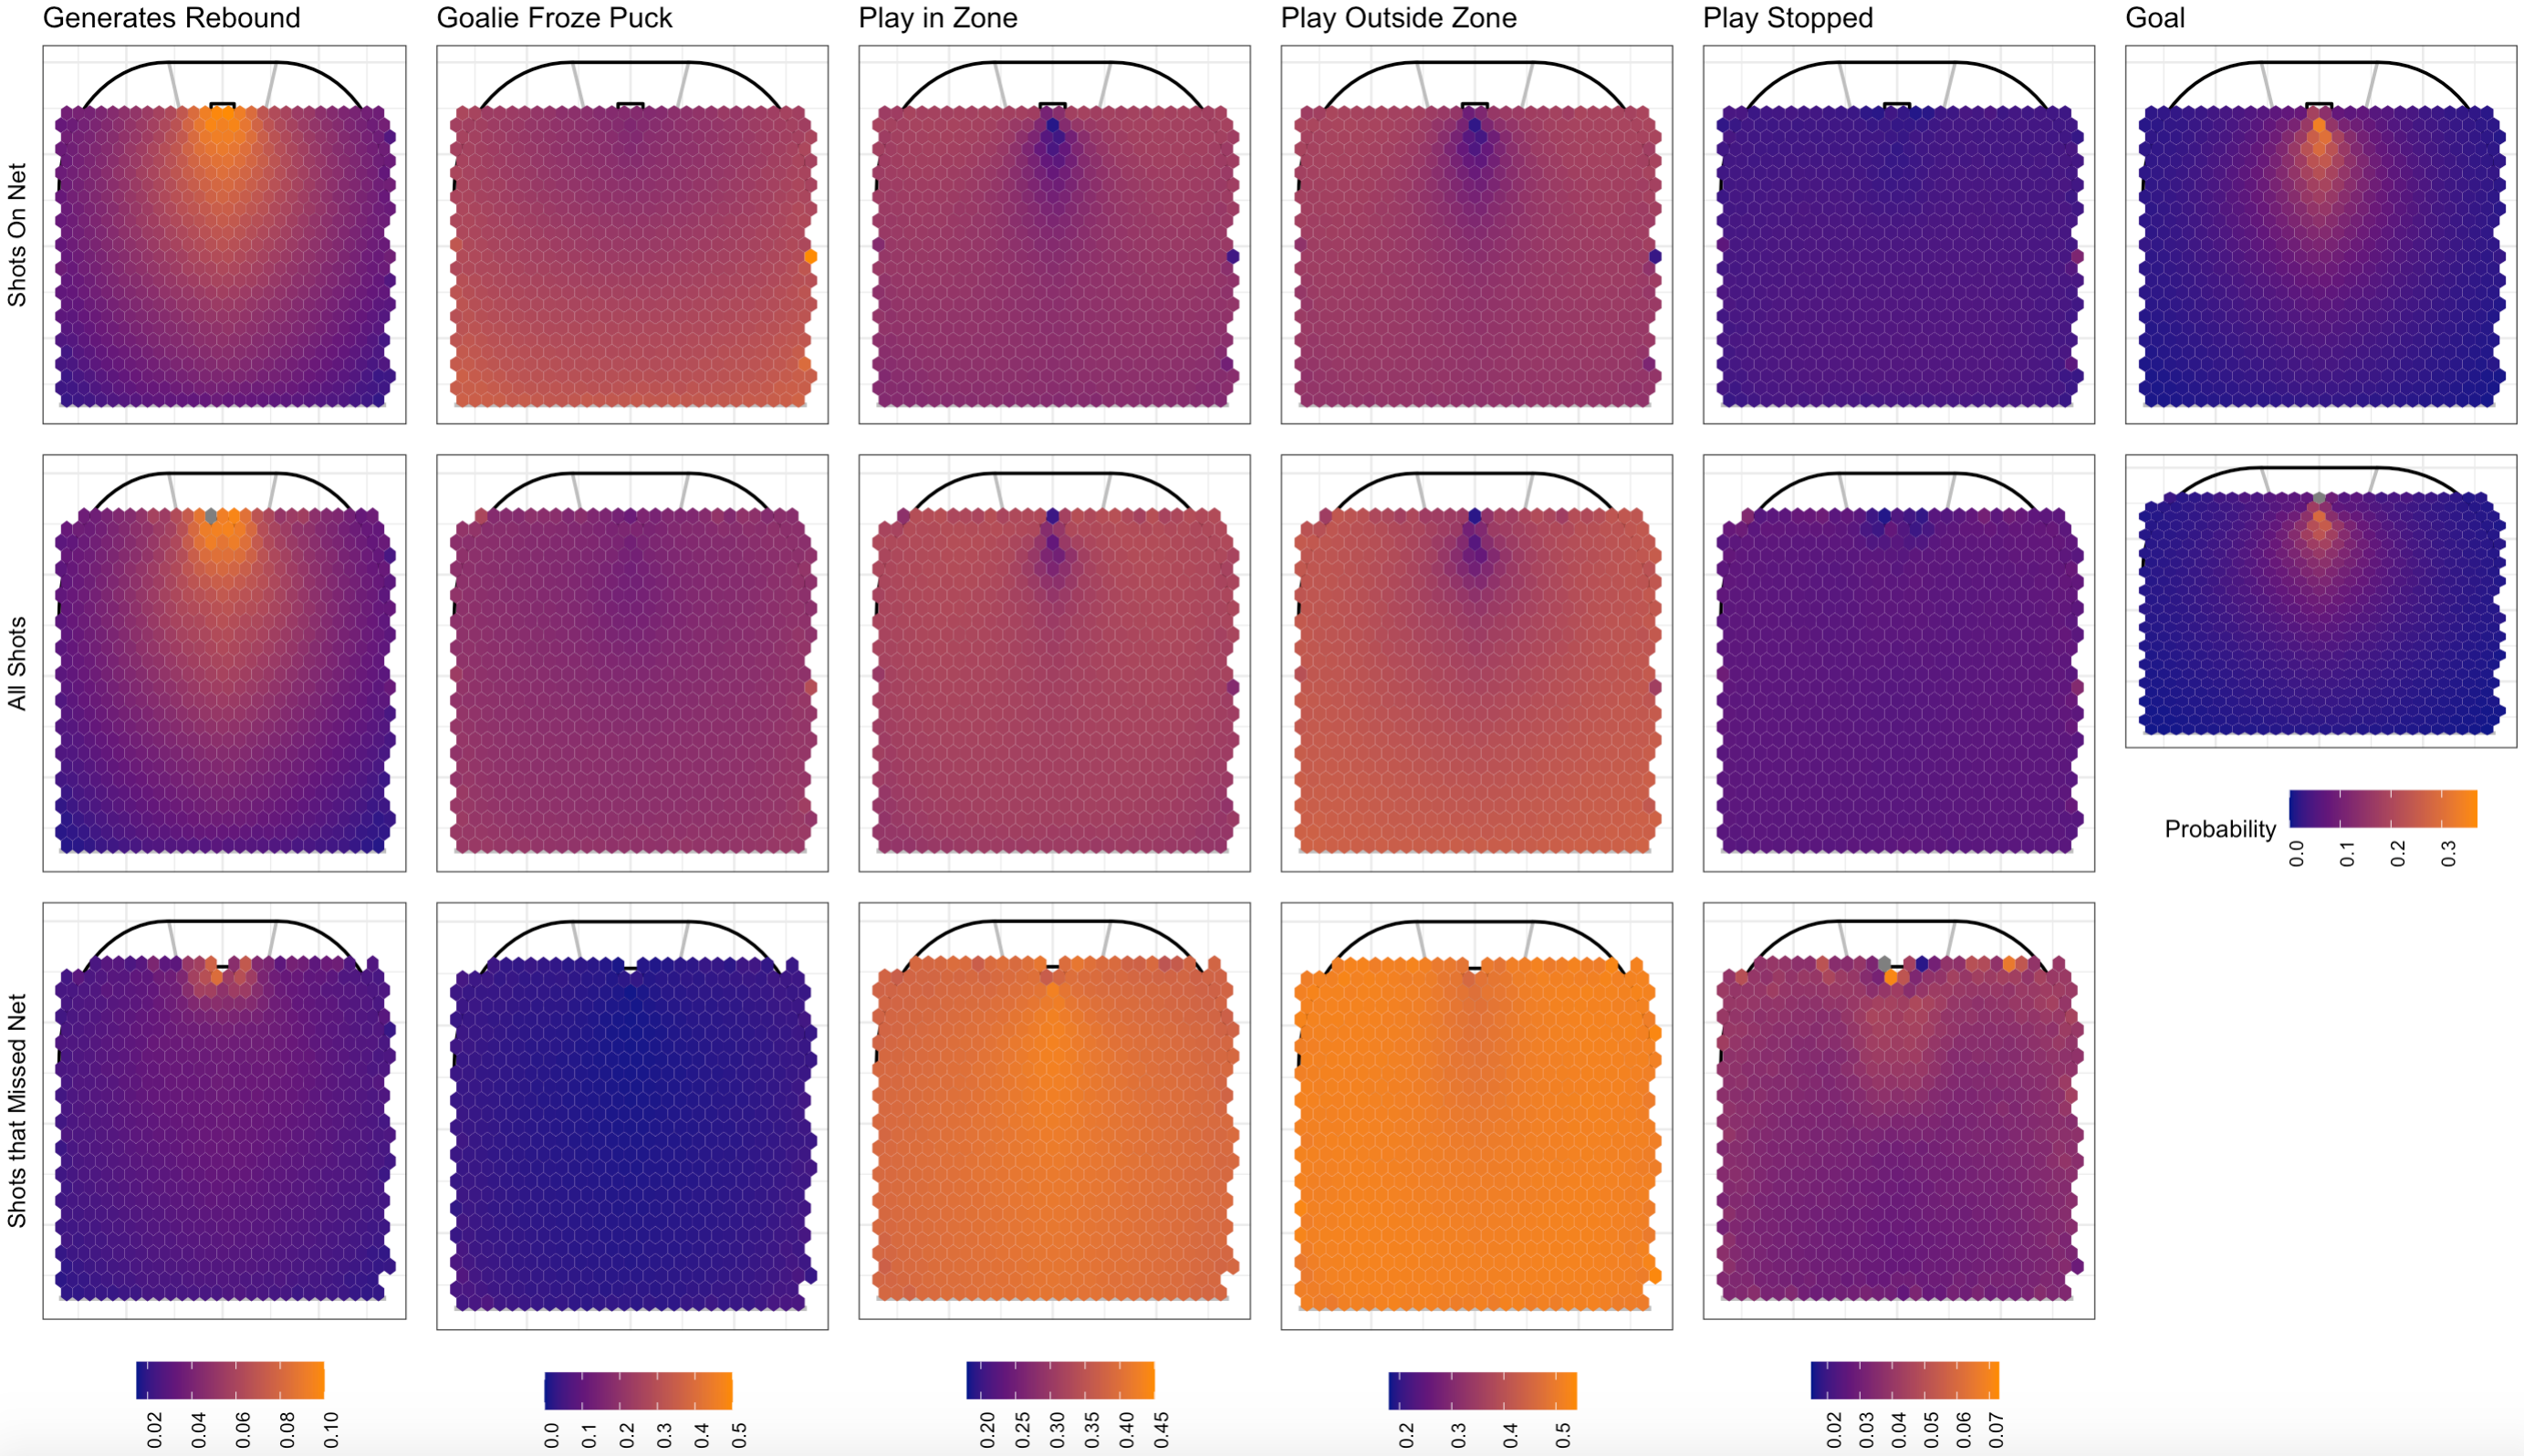 Generates Rebound
Goalie Froze Puck
Play in Zone
Play Outside Zone
Play Stopped
Goal
Shots On Net
All Shots
Probability
0.0 0.1 0.2 0.3
Shots that Missed Net
0.02 0.04 0.06 0.08 0.10
0.0 0.1 0.2 0.3 0.4 0.5
0.20 0.25 0.30 0.35 0.40 0.45
0.2 0.3 0.4 0.5
0.02 0.03 0.04 0.05 0.06 0.07